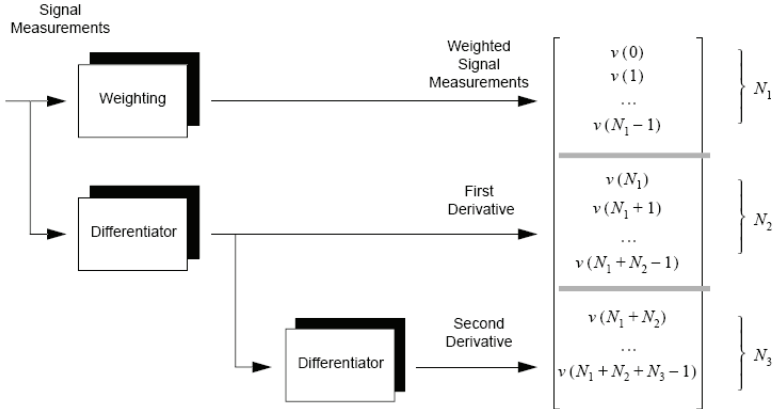 Signal
Measurements
Weighting
Weighted
Signal
Measurements
v(0)
v(1)
...
v(N₁−1)
N₁
Differentiator
First
Derivative
v(N₁)
v(N₁+1)
...
v(N₁+N₂−1)
N₂
Differentiator
Second
Derivative
v(N₁+N₂)
...
v(N₁+N₂+N₃−1)
N₃